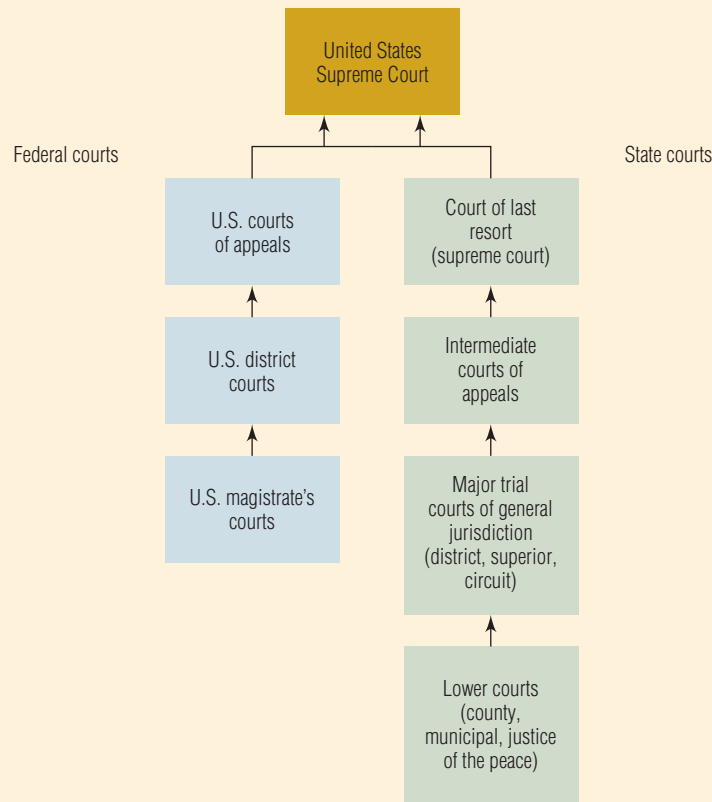 United States
Supreme Court
Federal courts
State courts
U.S. courts
of appeals
Court of last
resort
(supreme court)
U.S. district
courts
Intermediate
courts of
appeals
U.S. magistrate's
courts
Major trial
courts of general
jurisdiction
(district, superior,
circuit)
Lower courts
(county,
municipal, justice
of the peace)